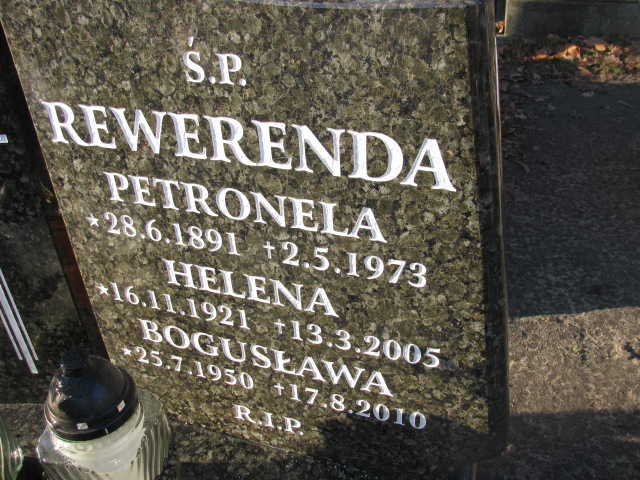 Ś.P.
REWERENDA
PETRONELA
*28.6.1891 †2.5.1973
HELENA
*16.11.1921 †13.3.2005
BOGUSŁAWA
*25.7.1950 †17.8.2010
R.I.P.